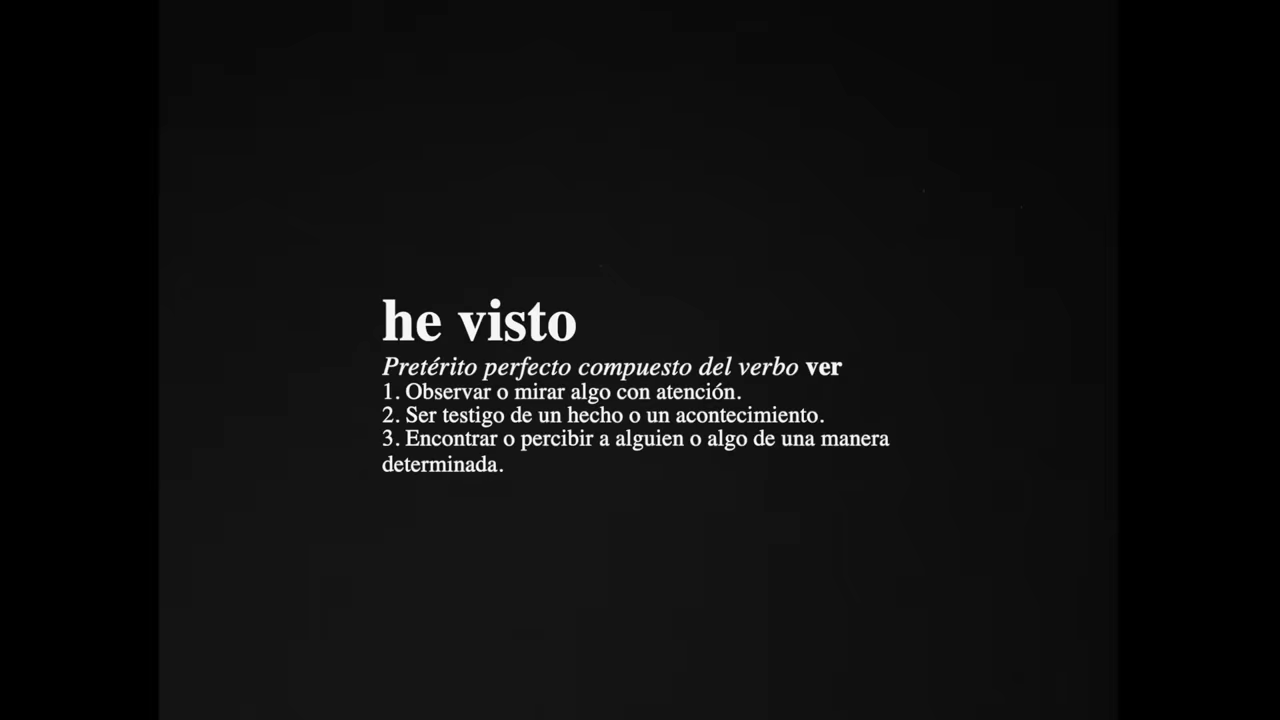 he visto
Pretérito perfecto compuesto del verbo ver
1. Observar o mirar algo con atención.
2. Ser testigo de un hecho o un acontecimiento.
3. Encontrar o percibir a alguien o algo de una manera
determinada.